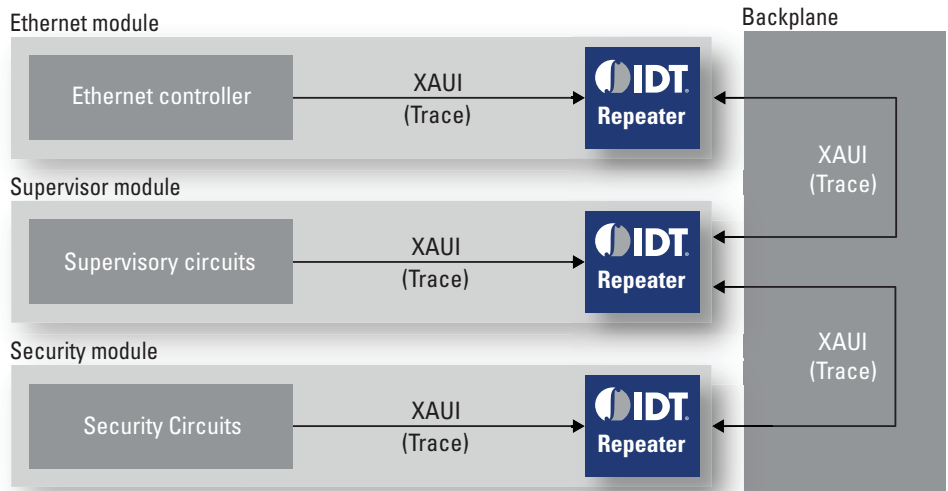 Ethernet module
Backplane
Ethernet controller
XAUI
(Trace)
IDT.
Repeater
XAUI
(Trace)
Supervisor module
Supervisory circuits
XAUI
(Trace)
IDT.
Repeater
XAUI
(Trace)
Security module
Security Circuits
XAUI
(Trace)
IDT.
Repeater